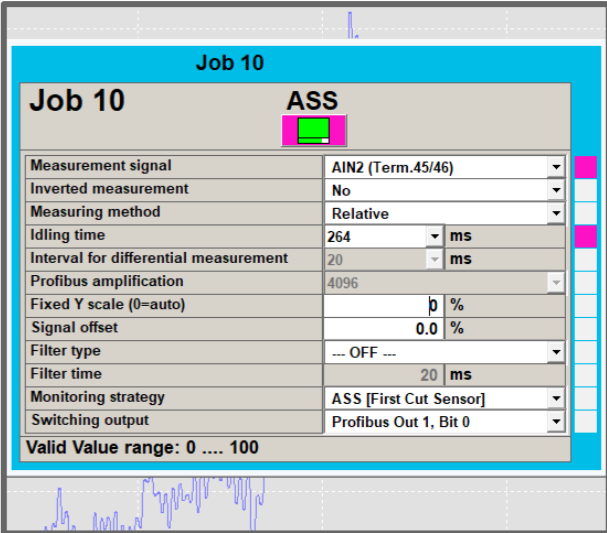 Job 10
Job 10 ASS
Measurement signal AIN2 (Term.45/46)
Inverted measurement No
Measuring method Relative
Idling time 264 ms
Interval for differential measurement 20 ms
Profibus amplification 4096
Fixed Y scale (0=auto) 0 %
Signal offset 0.0 %
Filter type --- OFF ---
Filter time 20 ms
Monitoring strategy ASS [First Cut Sensor]
Switching output Profibus Out 1, Bit 0
Valid Value range: 0 .... 100